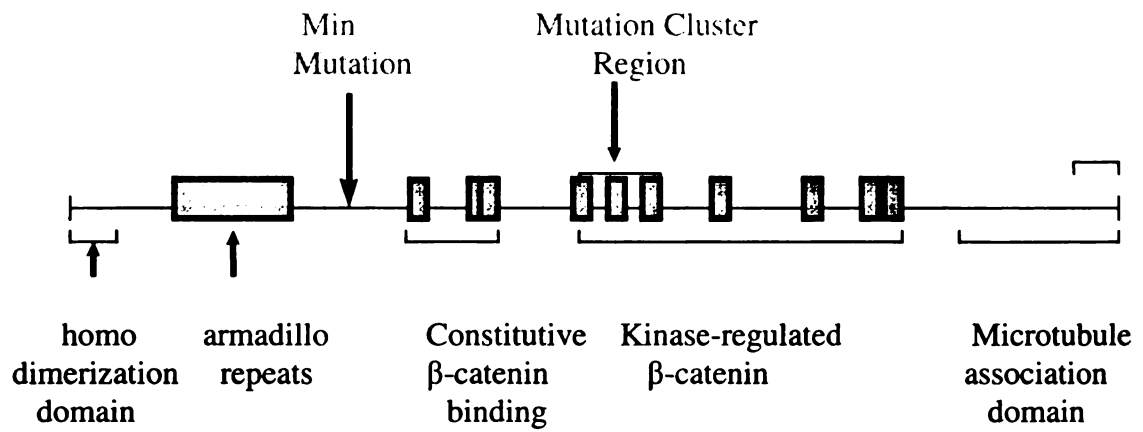 Min
Mutation
Mutation Cluster
Region
homo
dimerization
domain
armadillo
repeats
Constitutive
β-catenin
binding
Kinase-regulated
β-catenin
Microtubule
association
domain